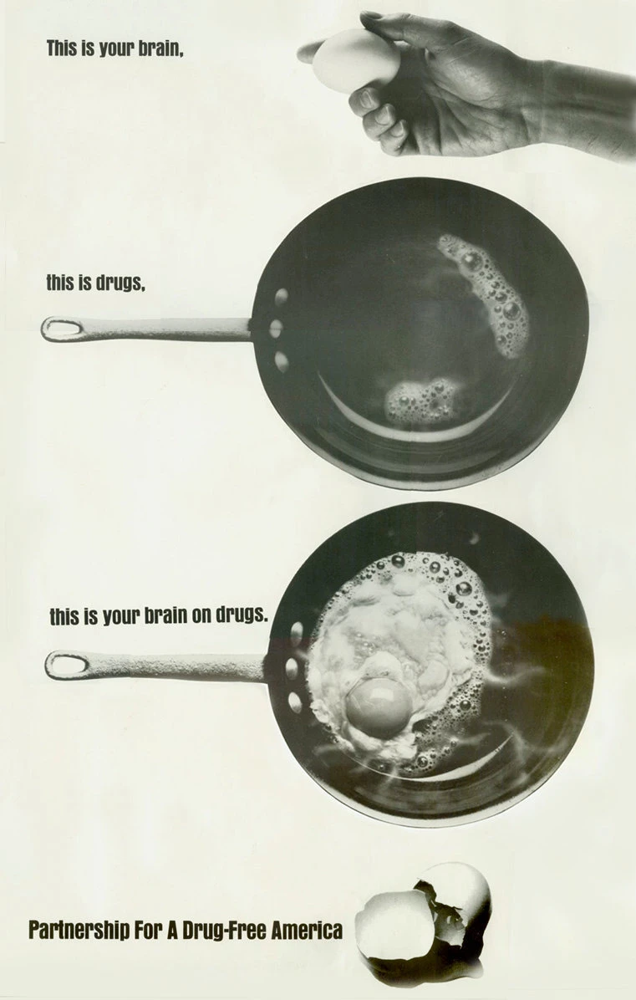 This is your brain,
this is drugs,
this is your brain on drugs.
Partnership For A Drug-Free America